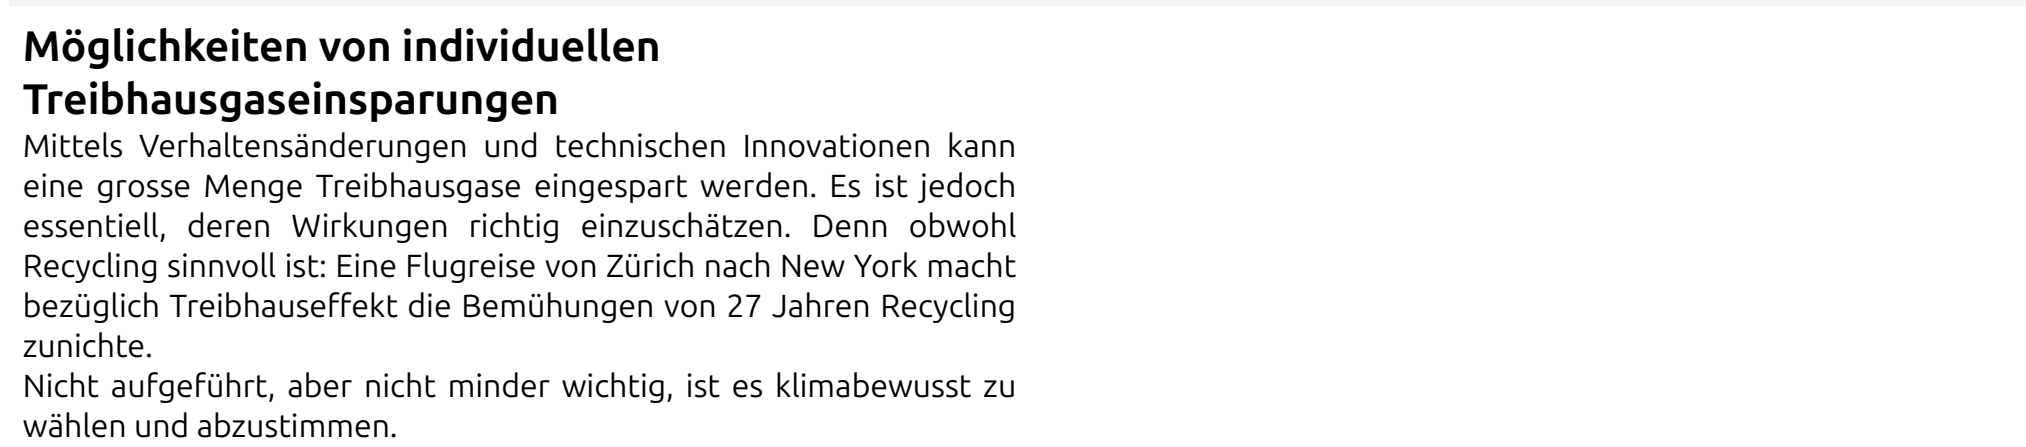 Möglichkeiten von individuellen
Treibhausgaseinsparungen
Mittels Verhaltensänderungen und technischen Innovationen kann
eine grosse Menge Treibhausgase eingespart werden. Es ist jedoch
essentiell, deren Wirkungen richtig einzuschätzen. Denn obwohl
Recycling sinnvoll ist: Eine Flugreise von Zürich nach New York macht
bezüglich Treibhauseffekt die Bemühungen von 27 Jahren Recycling
zunichte.
Nicht aufgeführt, aber nicht minder wichtig, ist es klimabewusst zu
wählen und abzustimmen.